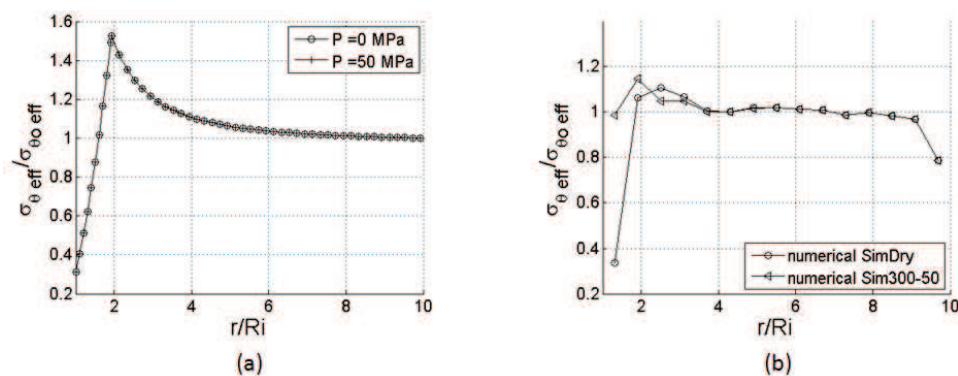 1.6
1.4
1.2
1
0.8
0.6
0.4
0.2
σθ eff/σθo eff
P =0 MPa
P =50 MPa
2 4 6 8 10
r/Ri
(a)
1.2
1
0.8
0.6
0.4
0.2
σθ eff/σθo eff
numerical SimDry
numerical Sim300-50
2 4 6 8 10
r/Ri
(b)